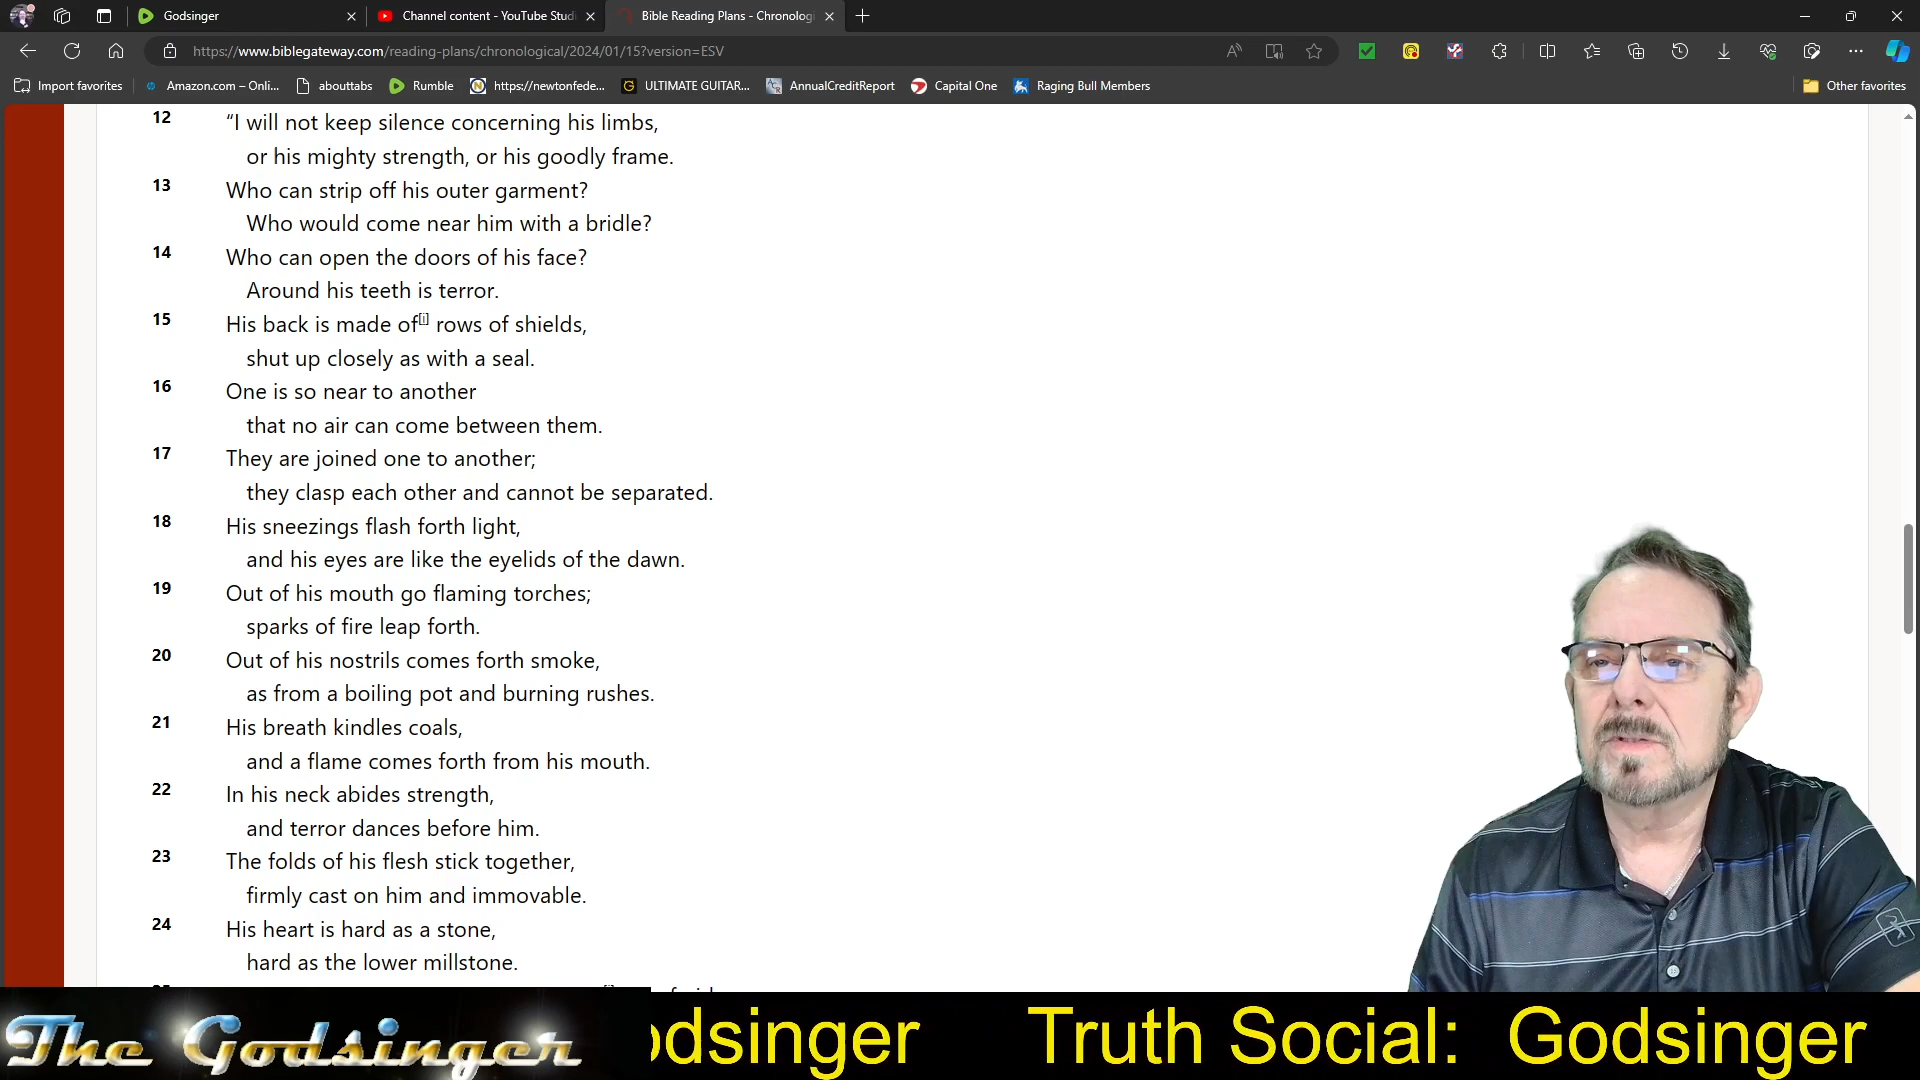 Godsinger
Channel content - YouTube Studi
Bible Reading Plans - Chronolog
https://www.biblegateway.com/reading-plans/chronological/2024/01/15?version=ESV
Import favorites
Amazon.com – Onli...
abouttabs
Rumble
https://newtonfede...
ULTIMATE GUITAR...
AnnualCreditReport
Capital One
Raging Bull Members
Other favorites
12 “I will not keep silence concerning his limbs,
or his mighty strength, or his goodly frame.
13 Who can strip off his outer garment?
Who would come near him with a bridle?
14 Who can open the doors of his face?
Around his teeth is terror.
15 His back is made of[i] rows of shields,
shut up closely as with a seal.
16 One is so near to another
that no air can come between them.
17 They are joined one to another;
they clasp each other and cannot be separated.
18 His sneezings flash forth light,
and his eyes are like the eyelids of the dawn.
19 Out of his mouth go flaming torches;
sparks of fire leap forth.
20 Out of his nostrils comes forth smoke,
as from a boiling pot and burning rushes.
21 His breath kindles coals,
and a flame comes forth from his mouth.
22 In his neck abides strength,
and terror dances before him.
23 The folds of his flesh stick together,
firmly cast on him and immovable.
24 His heart is hard as a stone,
hard as the lower millstone.
The Godsinger
odsinger Truth Social: Godsinger